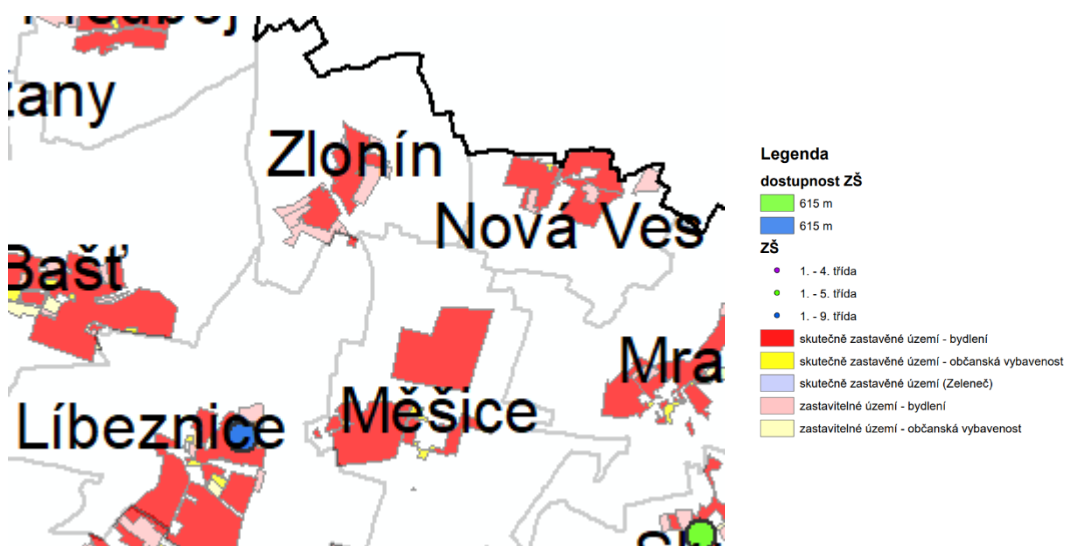 Zlonín
Nová Ves
Bašť
Měšice
Líbeznice
Legenda
dostupnost ZŠ
615 m
615 m
ZŠ
1. - 4. třída
1. - 5. třída
1. - 9. třída
skutečně zastavěné území - bydlení
skutečně zastavěné území - občanská vybavenost
skutečně zastavěné území (Zeleneč)
zastavitelné území - bydlení
zastavitelné území - občanská vybavenost